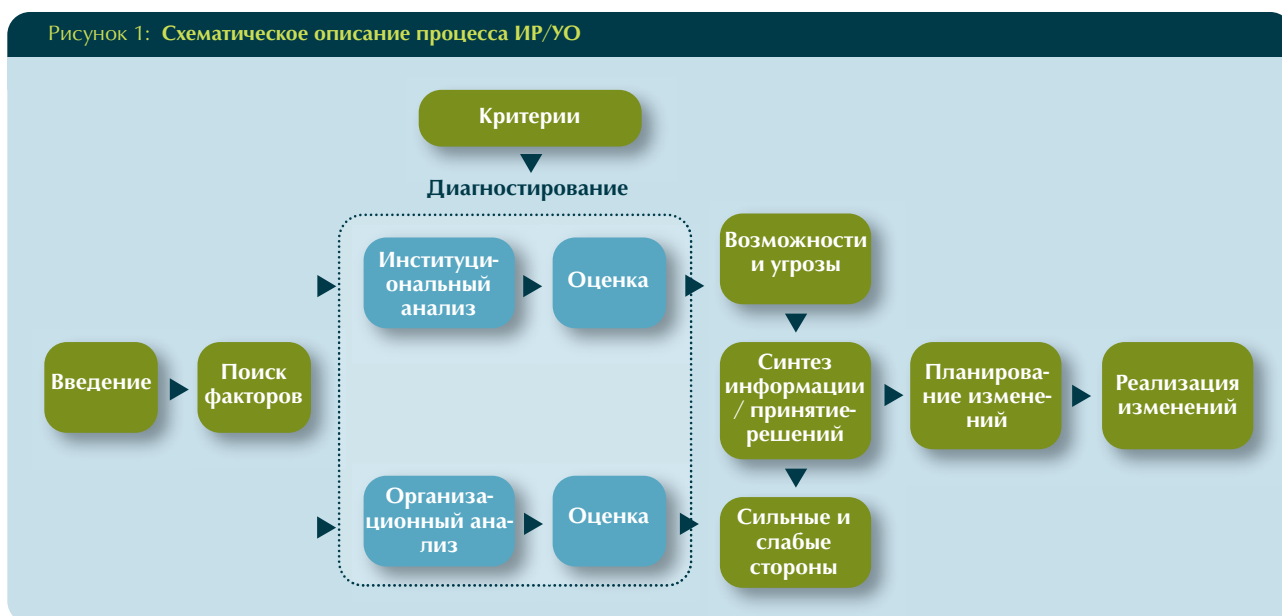 Рисунок 1: Схематическое описание процесса ИР/УО
Критерии
Диагностирование
Институци-
ональный
анализ
Оценка
Возможности
и угрозы
Введение
Поиск
факторов
Синтез
информации
/ принятие-
решений
Планирова-
ние измене-
ний
Реализация
изменений
Организа-
ционный ана-
лиз
Оценка
Сильные и
слабые
стороны